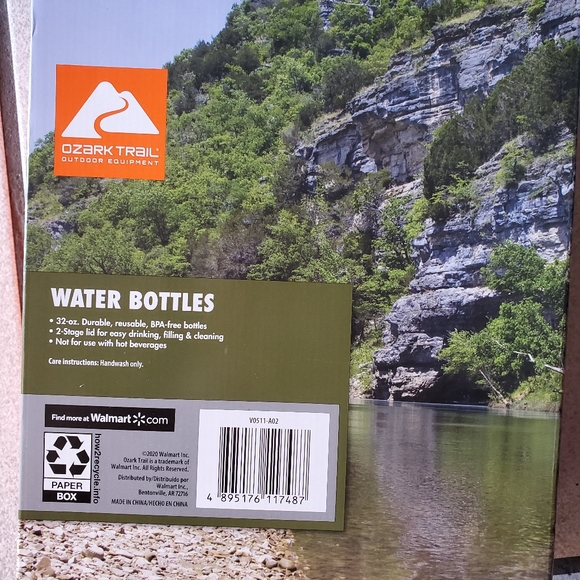 OZARK TRAIL
OUTDOOR EQUIPMENT
WATER BOTTLES
• 32-oz. Durable, reusable, BPA-free bottles
• 2-Stage lid for easy drinking, filling & cleaning
• Not for use with hot beverages
Care instructions: Handwash only.
Find more at Walmart.com
PAPER
BOX
how2recycle.info
©2020 Walmart Inc.
Ozark Trail is a trademark of
Walmart Inc. All Rights Reserved.
Distributed by/Distribuido por
Walmart Inc.,
Bentonville, AR 72716
MADE IN CHINA/HECHO EN CHINA
V0511-A02
4 895176 117487